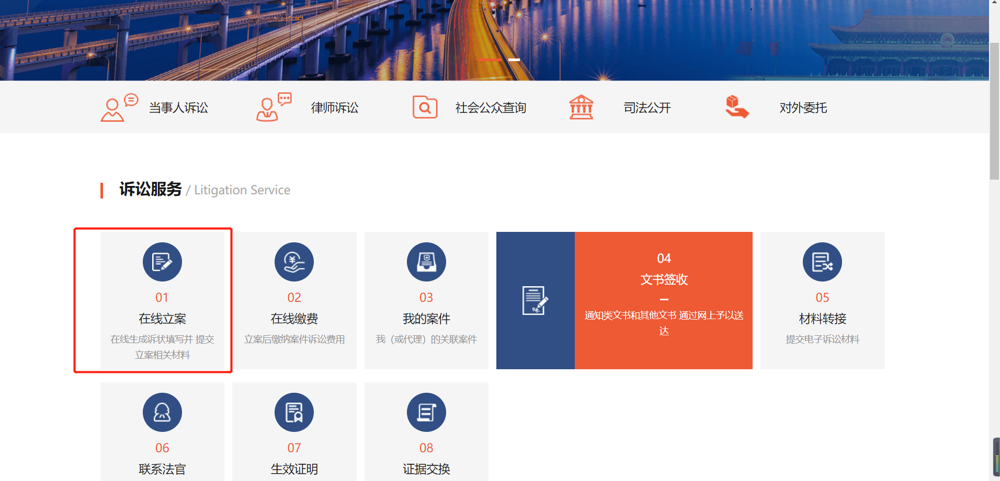 当事人诉讼
律师诉讼
社会公众查询
司法公开
对外委托
诉讼服务 / Litigation Service
01
在线立案
在线生成诉状填写并 提交
立案相关材料
02
在线缴费
立案后缴纳案件诉讼费用
03
我的案件
我（或代理）的关联案件
04
文书签收
通知类文书和其他文书 通过网上予以送
达
05
材料转接
提交电子诉讼材料
06
联系法官
07
生效证明
08
证据交换